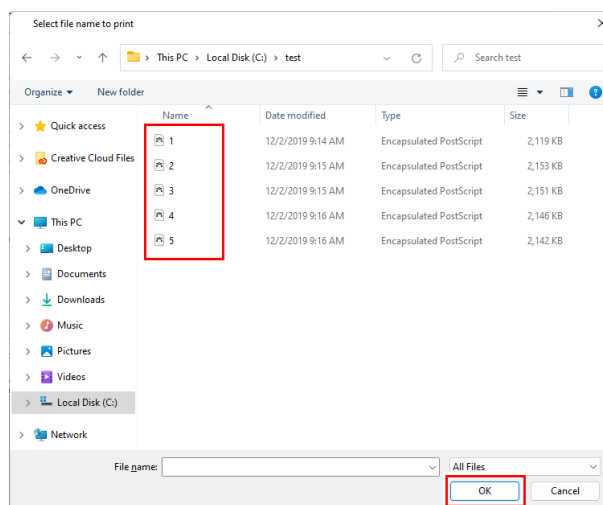 Select file name to print
This PC > Local Disk (C:) > test
Search test
Organize
New folder
Name Date modified Type Size
Quick access
Creative Cloud Files
OneDrive
This PC
Desktop
Documents
Downloads
Music
Pictures
Videos
Local Disk (C:)
Network
1 12/2/2019 9:14 AM Encapsulated PostScript 2,119 KB
2 12/2/2019 9:15 AM Encapsulated PostScript 2,153 KB
3 12/2/2019 9:15 AM Encapsulated PostScript 2,151 KB
4 12/2/2019 9:16 AM Encapsulated PostScript 2,146 KB
5 12/2/2019 9:16 AM Encapsulated PostScript 2,142 KB
File name:
All Files
OK
Cancel